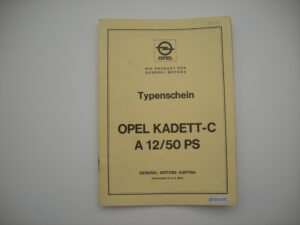 OPEL
EIN PRODUKT DER
GENERAL MOTORS
Typenschein
OPEL KADETT-C
A 12/50 PS
GENERAL MOTORS AUSTRIA